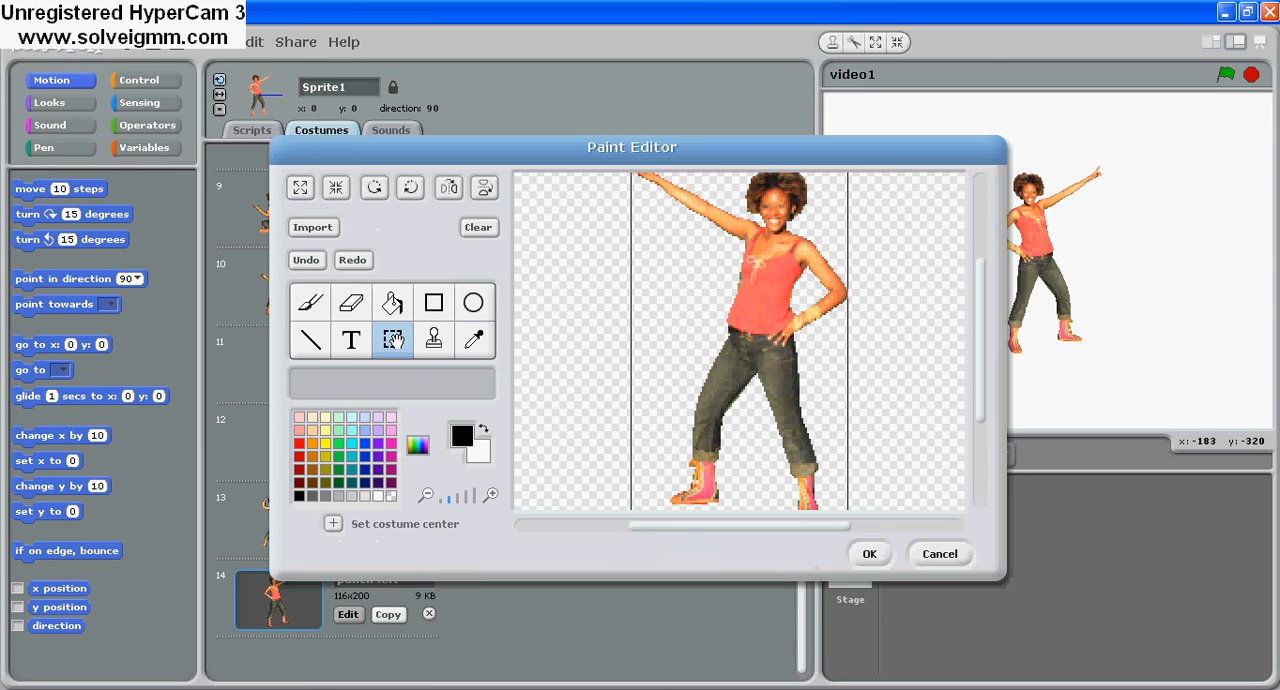 Unregistered HyperCam 3
www.solveigmm.com
dit Share Help
Motion Control
Looks Sensing
Sound Operators
Pen Variables
move 10 steps
turn 15 degrees
turn 15 degrees
point in direction 90
point towards
go to x: 0 y: 0
go to
glide 1 secs to x: 0 y: 0
change x by 10
set x to 0
change y by 10
set y to 0
if on edge, bounce
x position
y position
direction
Sprite1
x: 0 y: 0 direction: 90
Scripts Costumes Sounds
9
10
11
12
13
14
116x200 9 KB
Edit Copy
Paint Editor
Import Clear
Undo Redo
T
Set costume center
OK Cancel
video1
x: -183 y: -320
Stage